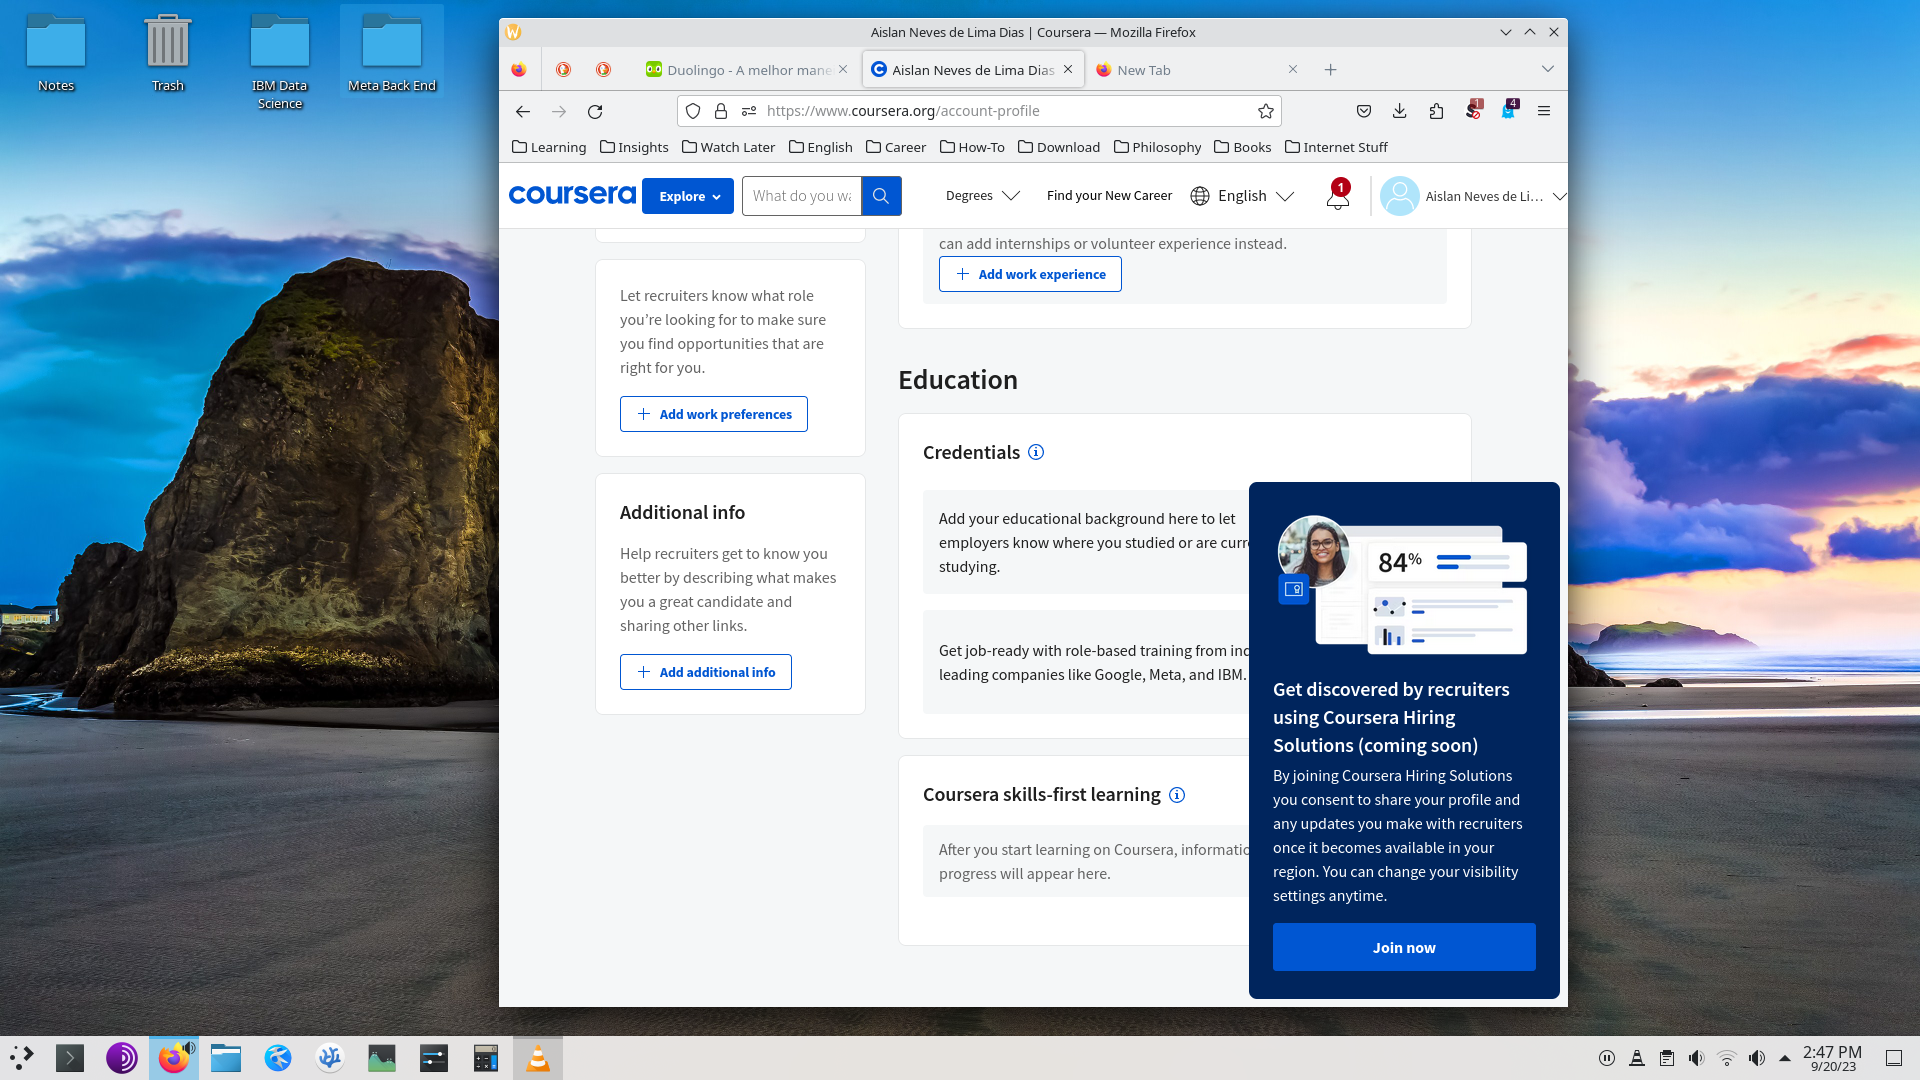 Notes
Trash
IBM Data
Science
Meta Back End
Aislan Neves de Lima Dias | Coursera — Mozilla Firefox
Duolingo - A melhor mane
Aislan Neves de Lima Dias
New Tab
https://www.coursera.org/account-profile
1
4
Learning
Insights
Watch Later
English
Career
How-To
Download
Philosophy
Books
Internet Stuff
coursera
Explore
What do you wa
Degrees
Find your New Career
English
1
Aislan Neves de Li...
Let recruiters know what role
you’re looking for to make sure
you find opportunities that are
right for you.
Add work preferences
Additional info
Help recruiters get to know you
better by describing what makes
you a great candidate and
sharing other links.
Add additional info
can add internships or volunteer experience instead.
Add work experience
Education
Credentials
Add your educational background here to let
employers know where you studied or are curr
studying.
Get job-ready with role-based training from in
leading companies like Google, Meta, and IBM.
Coursera skills-first learning
After you start learning on Coursera, informatio
progress will appear here.
84%
Get discovered by recruiters
using Coursera Hiring
Solutions (coming soon)
By joining Coursera Hiring Solutions
you consent to share your profile and
any updates you make with recruiters
once it becomes available in your
region. You can change your visibility
settings anytime.
Join now
2:47 PM
9/20/23